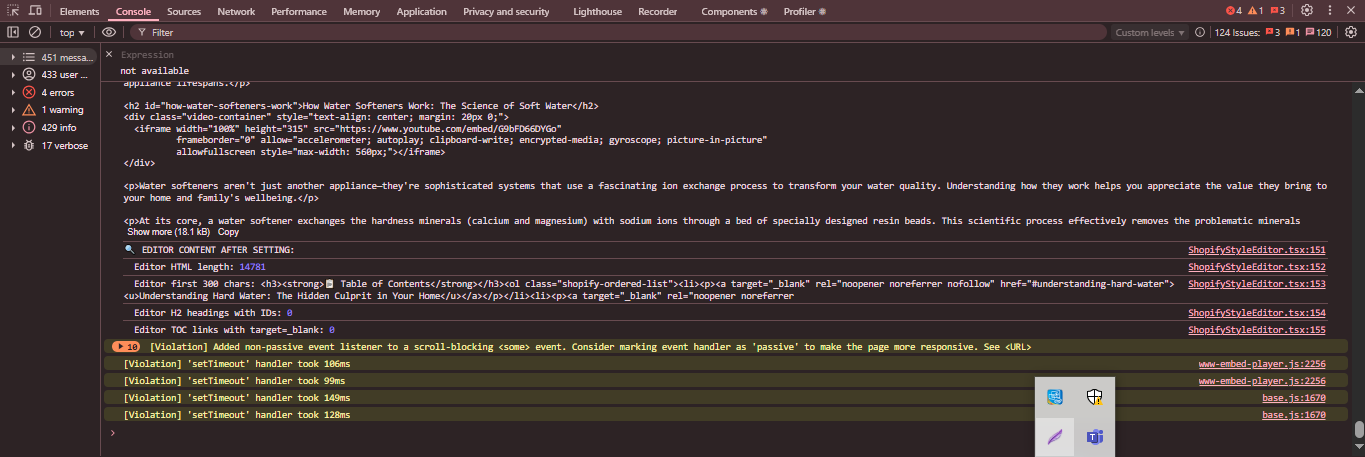 Elements Console Sources Network Performance Memory Application Privacy and security Lighthouse Recorder Components Profiler 4 1 3
top Filter Custom levels 124 Issues: 3 1 120
451 messa...
433 user ...
4 errors
1 warning
429 info
17 verbose
Expression
not available
appliance lifespans.</p>
<h2 id="how-water-softeners-work">How Water Softeners Work: The Science of Soft Water</h2>
<div class="video-container" style="text-align: center; margin: 20px 0;">
<iframe width="100%" height="315" src="https://www.youtube.com/embed/G9bFD66DYGo"
frameborder="0" allow="accelerometer; autoplay; clipboard-write; encrypted-media; gyroscope; picture-in-picture"
allowfullscreen style="max-width: 560px;"></iframe>
</div>
<p>Water softeners aren't just another appliance—they're sophisticated systems that use a fascinating ion exchange process to transform your water quality. Understanding how they work helps you appreciate the value they bring to
your home and family's wellbeing.</p>
<p>At its core, a water softener exchanges the hardness minerals (calcium and magnesium) with sodium ions through a bed of specially designed resin beads. This scientific process effectively removes the problematic minerals
Show more (18.1 kB) Copy
🔍 EDITOR CONTENT AFTER SETTING: ShopifyStyleEditor.tsx:151
Editor HTML length: 14781 ShopifyStyleEditor.tsx:152
Editor first 300 chars: <h3><strong>📋 Table of Contents</strong></h3><ol class="shopify-ordered-list"><li><p><a target="_blank" rel="noopener noreferrer nofollow" href="#understanding-hard-water"> ShopifyStyleEditor.tsx:153
<u>Understanding Hard Water: The Hidden Culprit in Your Home</u></a></p></li><li><p><a target="_blank" rel="noopener noreferrer
Editor H2 headings with IDs: 0 ShopifyStyleEditor.tsx:154
Editor TOC links with target=_blank: 0 ShopifyStyleEditor.tsx:155
10 [Violation] Added non-passive event listener to a scroll-blocking <some> event. Consider marking event handler as 'passive' to make the page more responsive. See <URL>
[Violation] 'setTimeout' handler took 106ms www-embed-player.js:2256
[Violation] 'setTimeout' handler took 99ms www-embed-player.js:2256
[Violation] 'setTimeout' handler took 149ms base.js:1670
[Violation] 'setTimeout' handler took 128ms base.js:1670